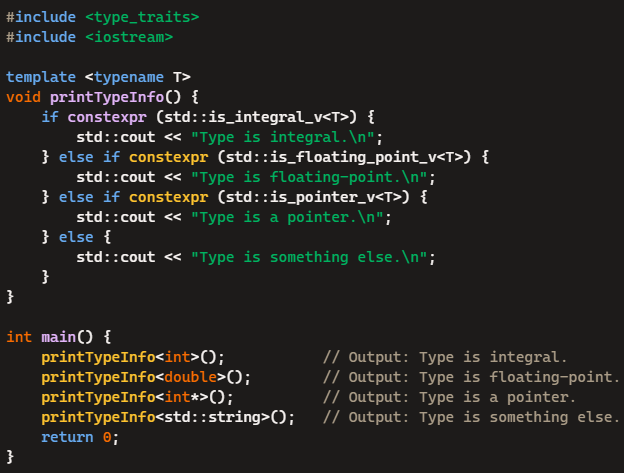 #include <type_traits>
#include <iostream>

template <typename T>
void printTypeInfo() {
    if constexpr (std::is_integral_v<T>) {
        std::cout << "Type is integral.\n";
    } else if constexpr (std::is_floating_point_v<T>) {
        std::cout << "Type is floating-point.\n";
    } else if constexpr (std::is_pointer_v<T>) {
        std::cout << "Type is a pointer.\n";
    } else {
        std::cout << "Type is something else.\n";
    }
}

int main() {
    printTypeInfo<int>();           // Output: Type is integral.
    printTypeInfo<double>();        // Output: Type is floating-point.
    printTypeInfo<int*>();          // Output: Type is a pointer.
    printTypeInfo<std::string>();   // Output: Type is something else.
    return 0;
}